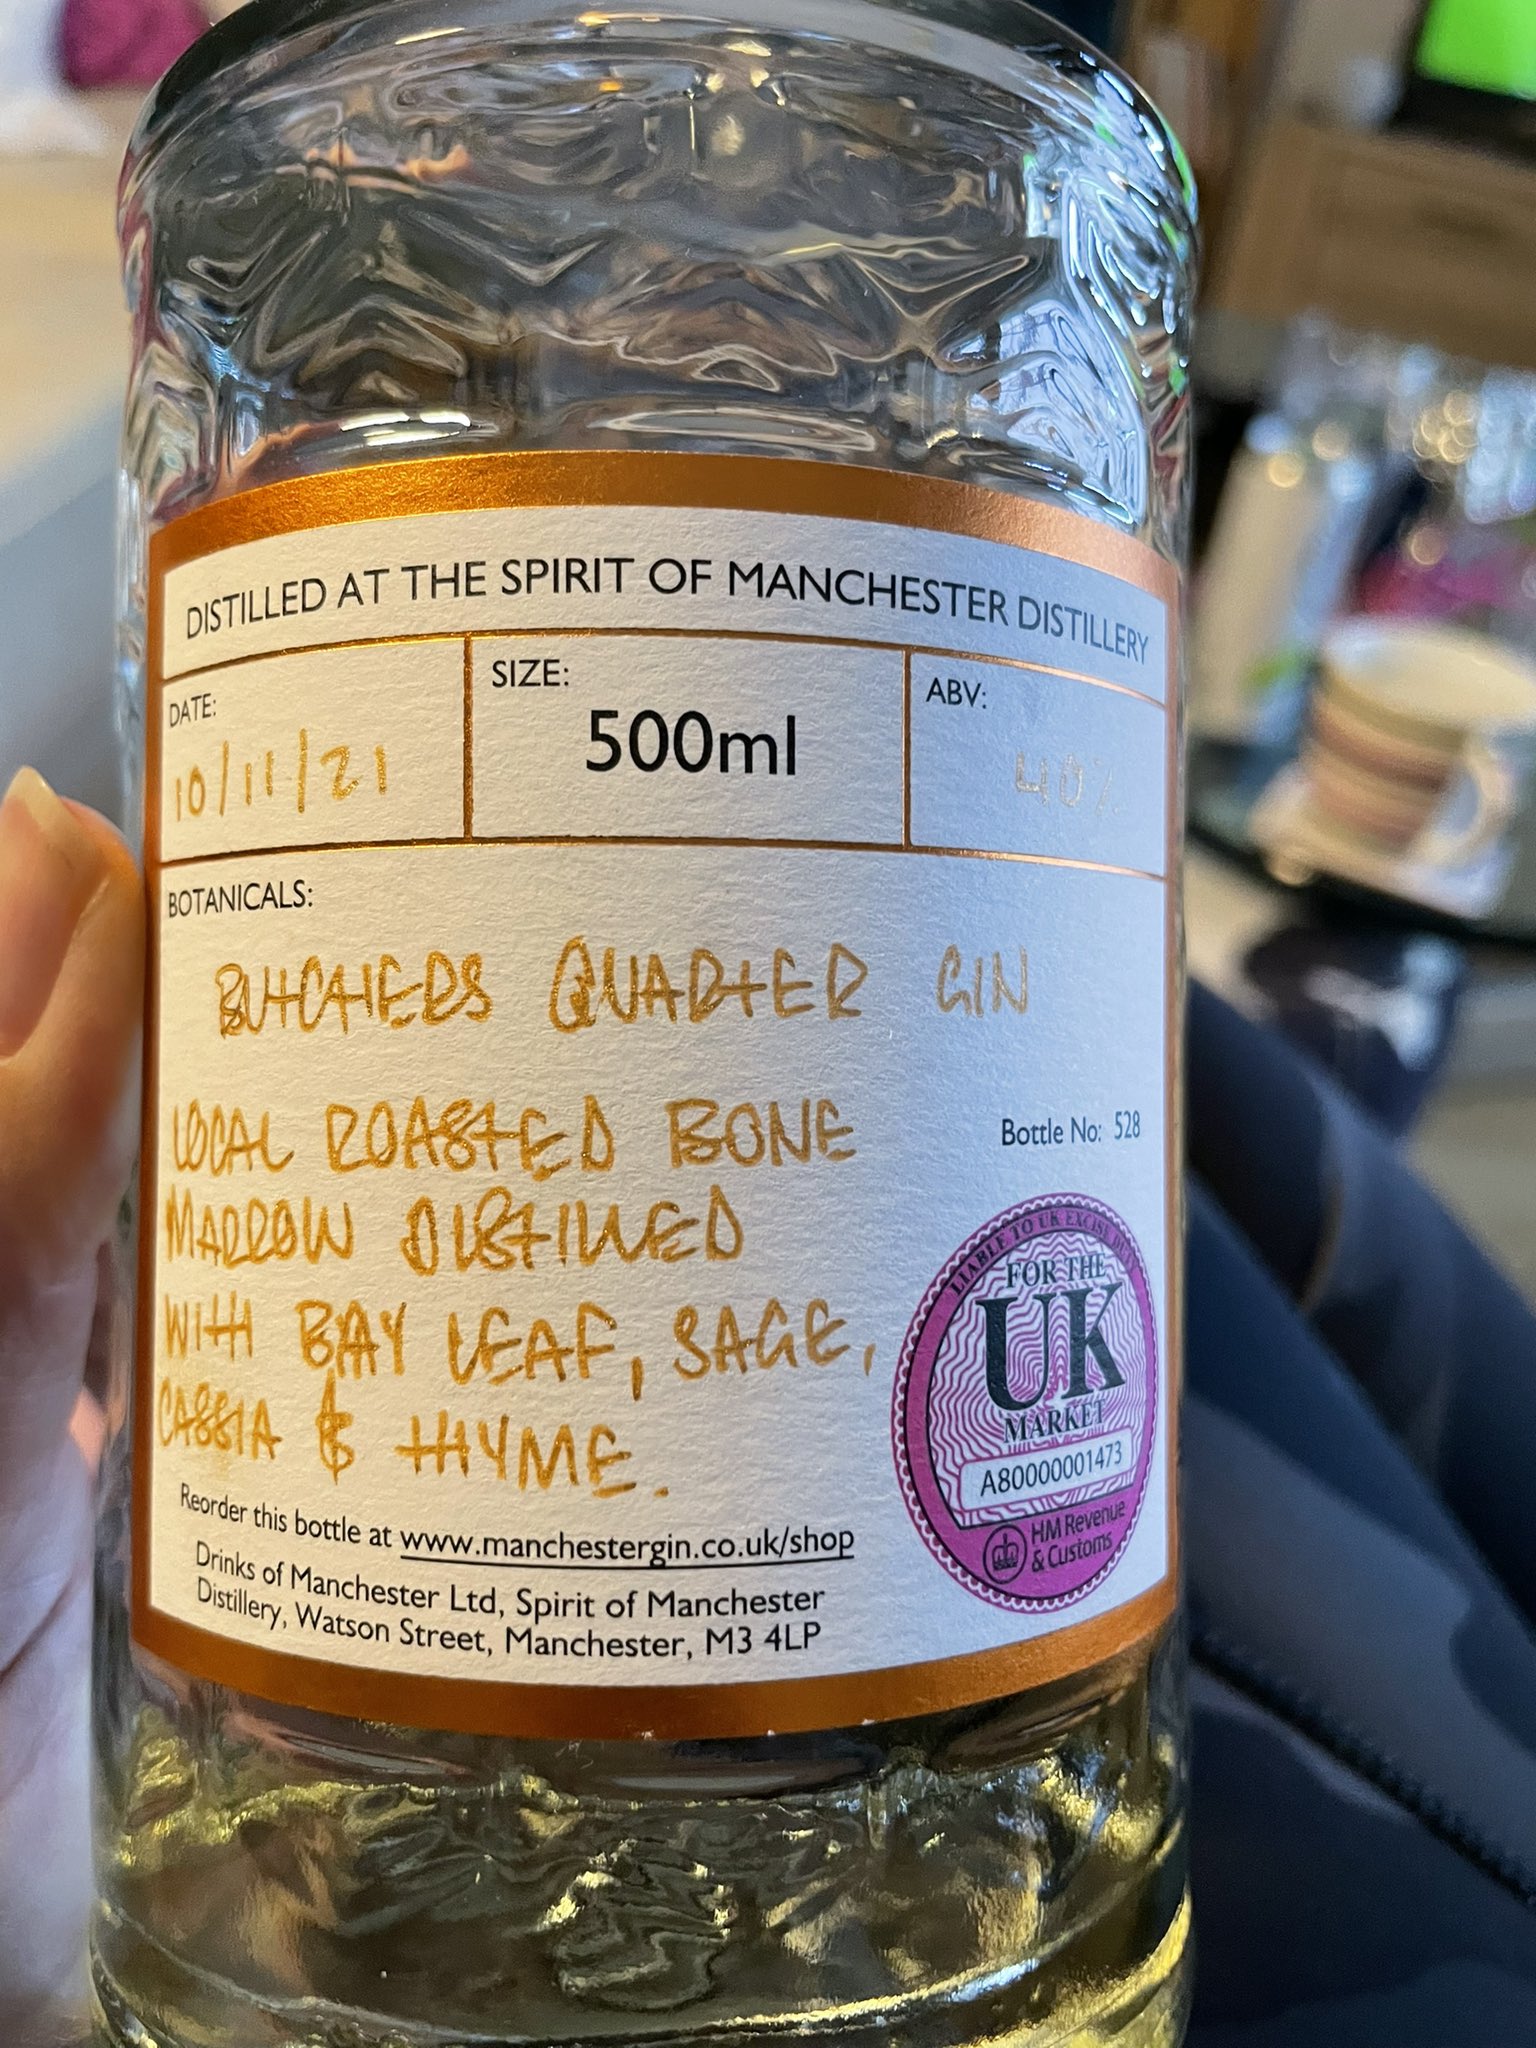 DISTILLED AT THE SPIRIT OF MANCHESTER DISTILLERY
DATE:
10/11/21
SIZE:
500ml
ABV:
40%
BOTANICALS:
BUTCHERS QUARTER GIN
LOCAL ROASTED BONE
MARROW DISTILLED
WITH BAY LEAF, SAGE,
CASSIA & THYME.
Bottle No: 528
LIABLE TO UK EXCISE DUTY
FOR THE
UK
MARKET
A80000001473
HM Revenue
& Customs
Reorder this bottle at www.manchestergin.co.uk/shop
Drinks of Manchester Ltd, Spirit of Manchester
Distillery, Watson Street, Manchester, M3 4LP